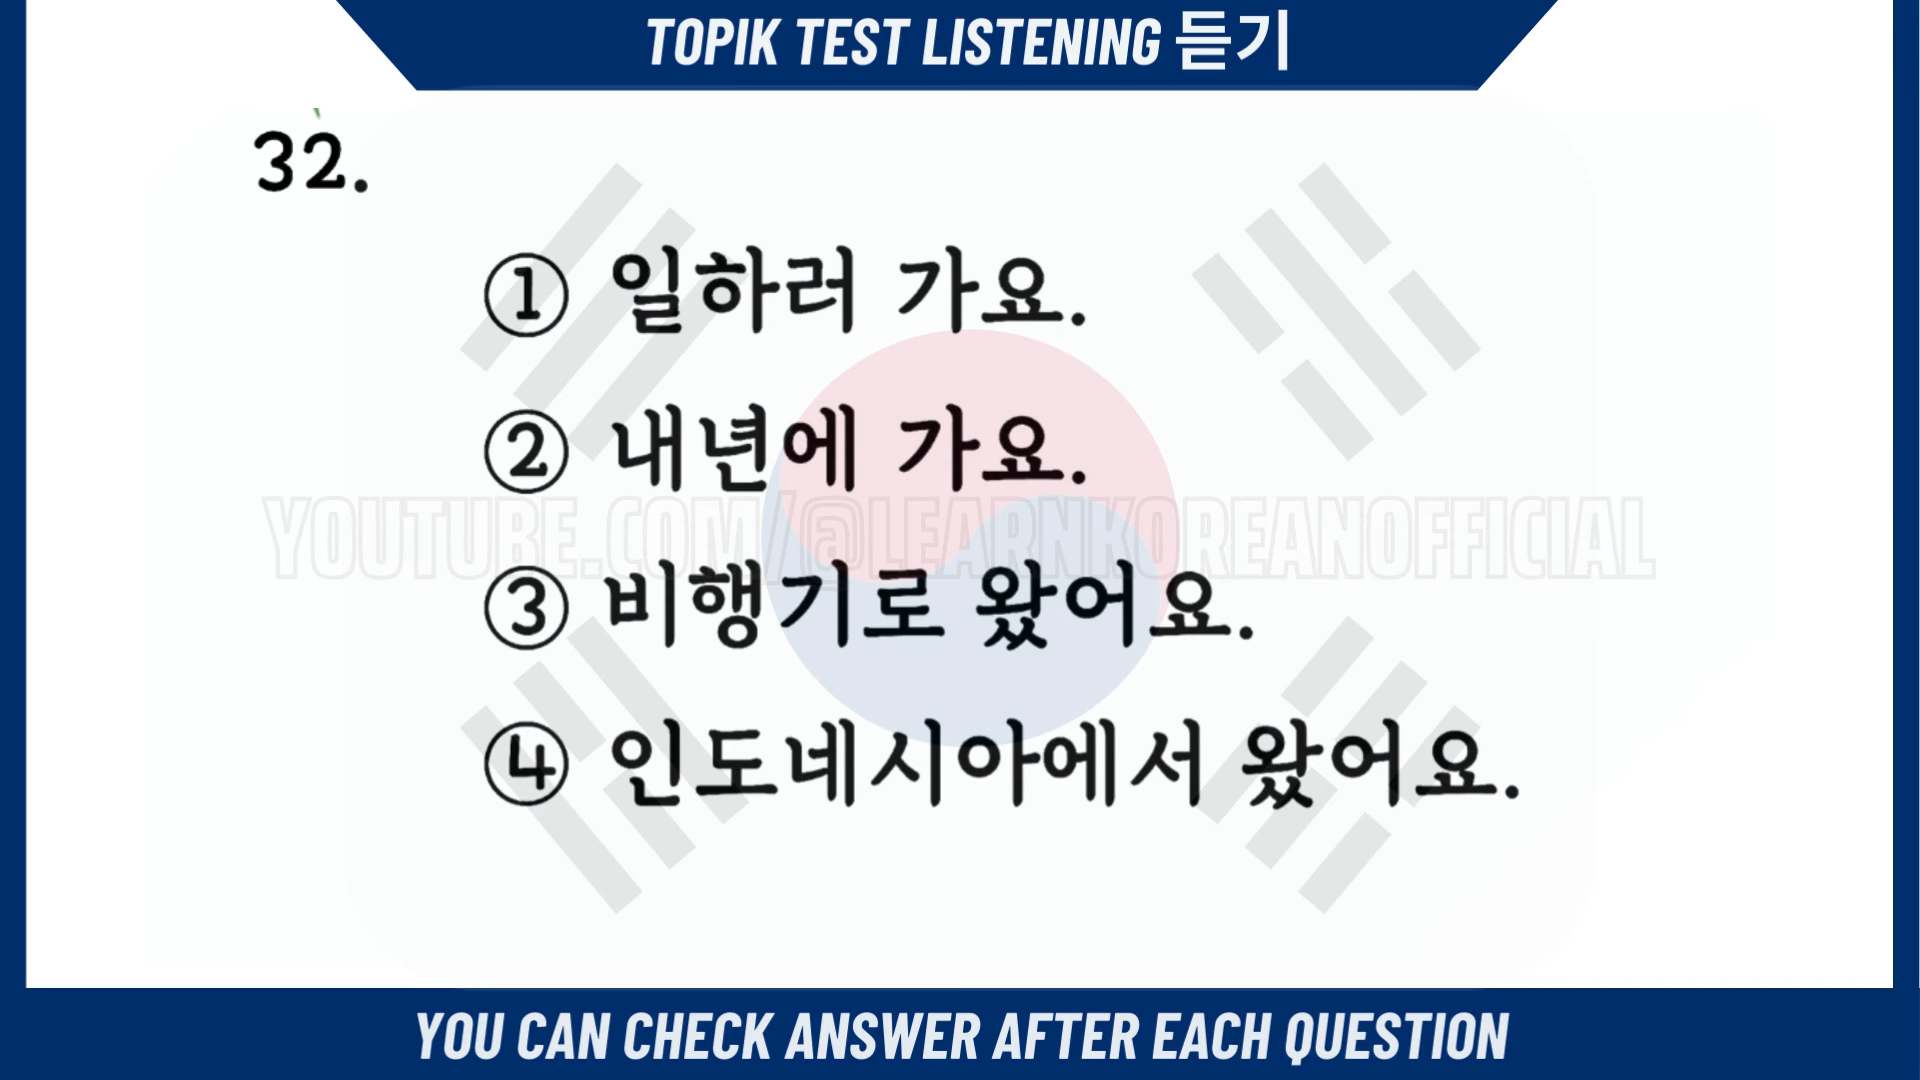 TOPIK TEST LISTENING 듣기
32.
① 일하러 가요.
② 내년에 가요.
YOUTUBE.COM/@LEARNKOREANOFFICIAL
③ 비행기로 왔어요.
④ 인도네시아에서 왔어요.
YOU CAN CHECK ANSWER AFTER EACH QUESTION